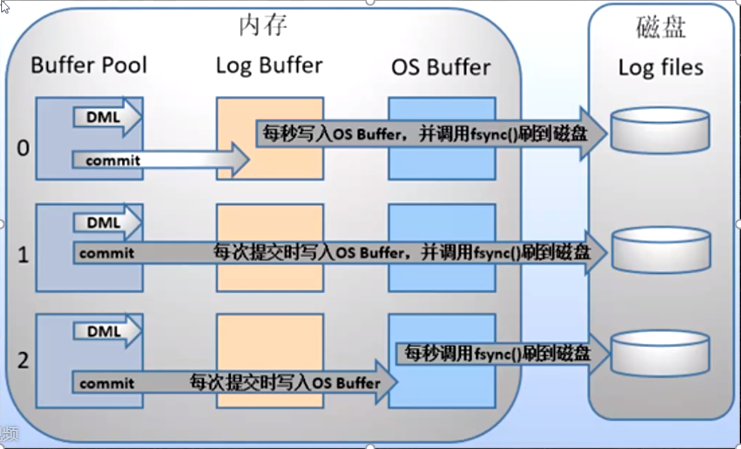 内存
磁盘
Buffer Pool
Log Buffer
OS Buffer
Log files
0
DML
commit
每秒写入OS Buffer，并调用fsync()刷到磁盘
1
DML
commit
每次提交时写入OS Buffer，并调用fsync()刷到磁盘
2
DML
commit
每次提交时写入OS Buffer
每秒调用fsync()刷到磁盘
频